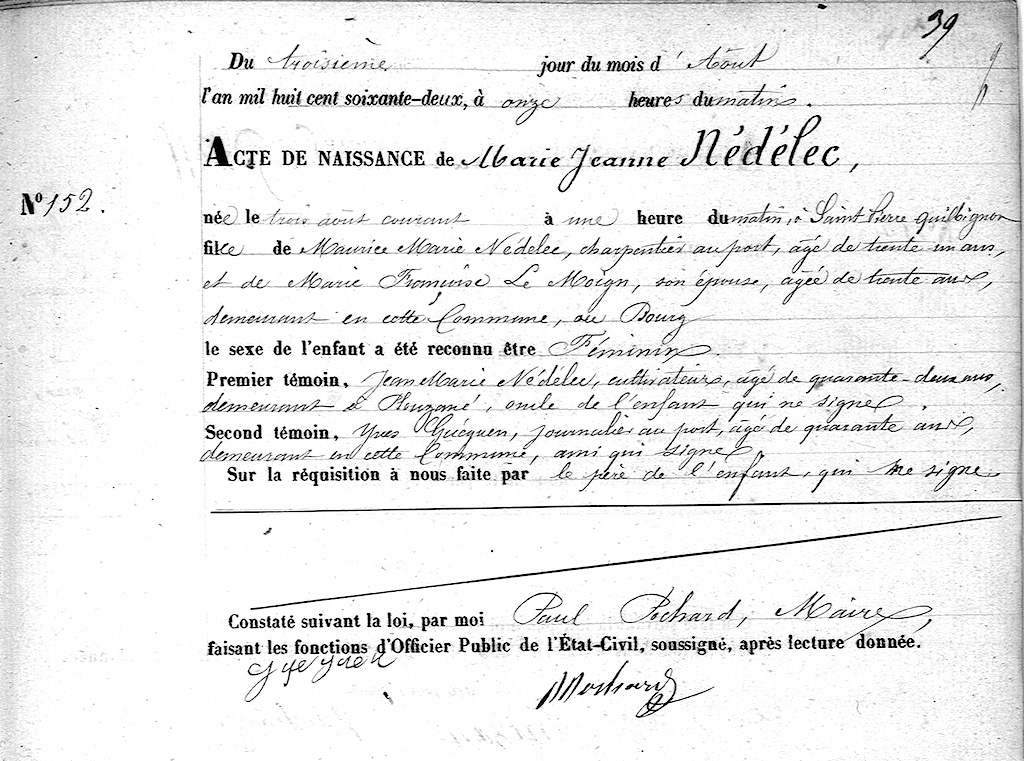 39
Du troisième jour du mois d' Août
l'an mil huit cent soixante-deux, à onze heures du matin.
ACTE DE NAISSANCE de Marie Jeanne Nédélec,
N° 152.
née le trois août courant à une heure du matin, à Saint Pierre quilbignon
fille de Maurice Marie Nédélec, charpentier au port, âgé de trente un ans,
et de Marie Françoise Le Moign, son épouse, âgée de trente ans,
demeurant en cette Commune, au Bourg
le sexe de l'enfant a été reconnu être Féminin.
Premier témoin, Jean Marie Nédélec, cultivateur, âgé de quarante-deux ans,
demeurant à Plouzané, oncle de l'enfant qui ne signe.
Second témoin, Yves Guéguen, journalier au port, âgé de quarante ans,
demeurant en cette Commune, ami qui signe.
Sur la réquisition à nous faite par le père de l'enfant, qui ne signe
Constaté suivant la loi, par moi Paul Pochard, Maire,
faisant les fonctions d'Officier Public de l'État-Civil, soussigné, après lecture donnée.